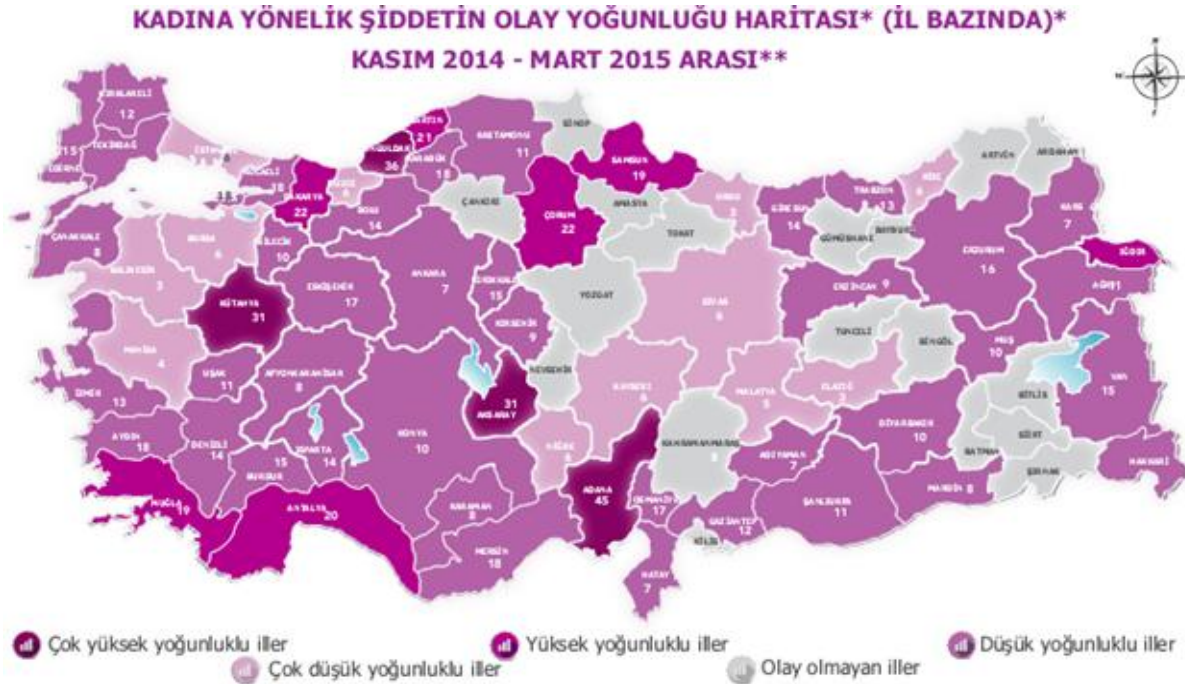 KADINA YÖNELİK ŞİDDETİN OLAY YOĞUNLUĞU HARİTASI* (İL BAZINDA)*
KASIM 2014 - MART 2015 ARASI**
KIRKLARELİ
12
TEKİRDAĞ
EDİRNE
KOCAELİ
18
SAKARYA
22
36
BARTIN
21
KARABÜK
18
KASTAMONU
11
SİNOP
SAMSUN
19
ÇANKIRI
ÇORUM
22
AMASYA
TOKAT
ORDU
GİRESUN
14
TRABZON
13
RİZE
ARTVİN
ARDAHAN
KARS
7
IĞDIR
GÜMÜŞHANE
BAYBURT
ERZURUM
16
ERZİNCAN 9
AĞRI
ÇANAKKALE
8
BALIKESİR
3
BURSA
6
BİLECİK
10
BOLU
14
ESKİŞEHİR
17
ANKARA
7
KIRIKKALE
15
KIRŞEHİR
9
YOZGAT
SİVAS
6
TUNCELİ
BİNGÖL
MUŞ
10
VAN
15
KÜTAHYA
31
MANİSA
4
UŞAK
11
AFYONKARAHİSAR
8
NEVŞEHİR
AKSARAY
31
KAYSERİ
6
MALATYA
5
ELAZIĞ
3
BİTLİS
İZMİR
13
AYDIN
18
DENİZLİ
14
BURDUR
15
ISPARTA
14
KONYA
10
NİĞDE
KAHRAMANMARAŞ
ADIYAMAN
7
DİYARBAKIR
10
BATMAN
SİİRT
ŞIRNAK
HAKKARİ
MUĞLA
19
ANTALYA
20
KARAMAN
8
MERSİN
18
ADANA
45
OSMANİYE
17
GAZİANTEP
12
KİLİS
ŞANLIURFA
11
MARDİN 8
HATAY
7
Çok yüksek yoğunluklu iller
Yüksek yoğunluklu iller
Düşük yoğunluklu iller
Çok düşük yoğunluklu iller
Olay olmayan iller